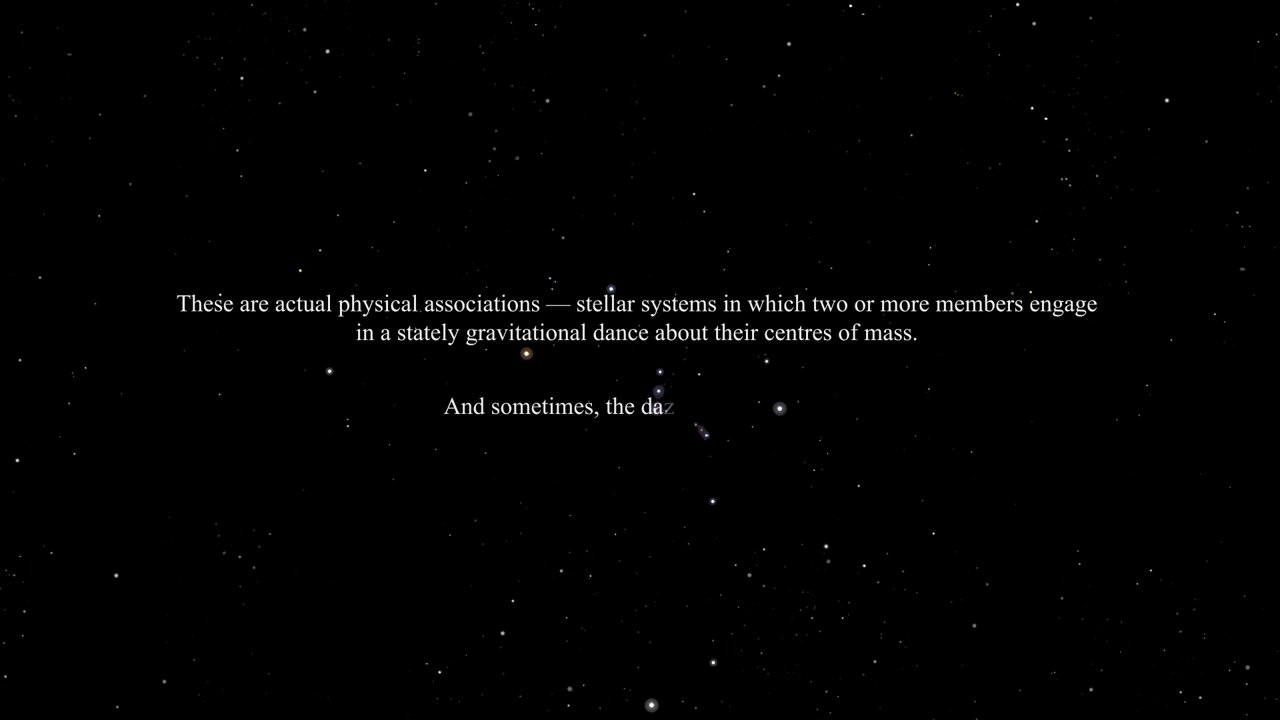 These are actual physical associations — stellar systems in which two or more members engage
in a stately gravitational dance about their centres of mass.
And sometimes, the daz